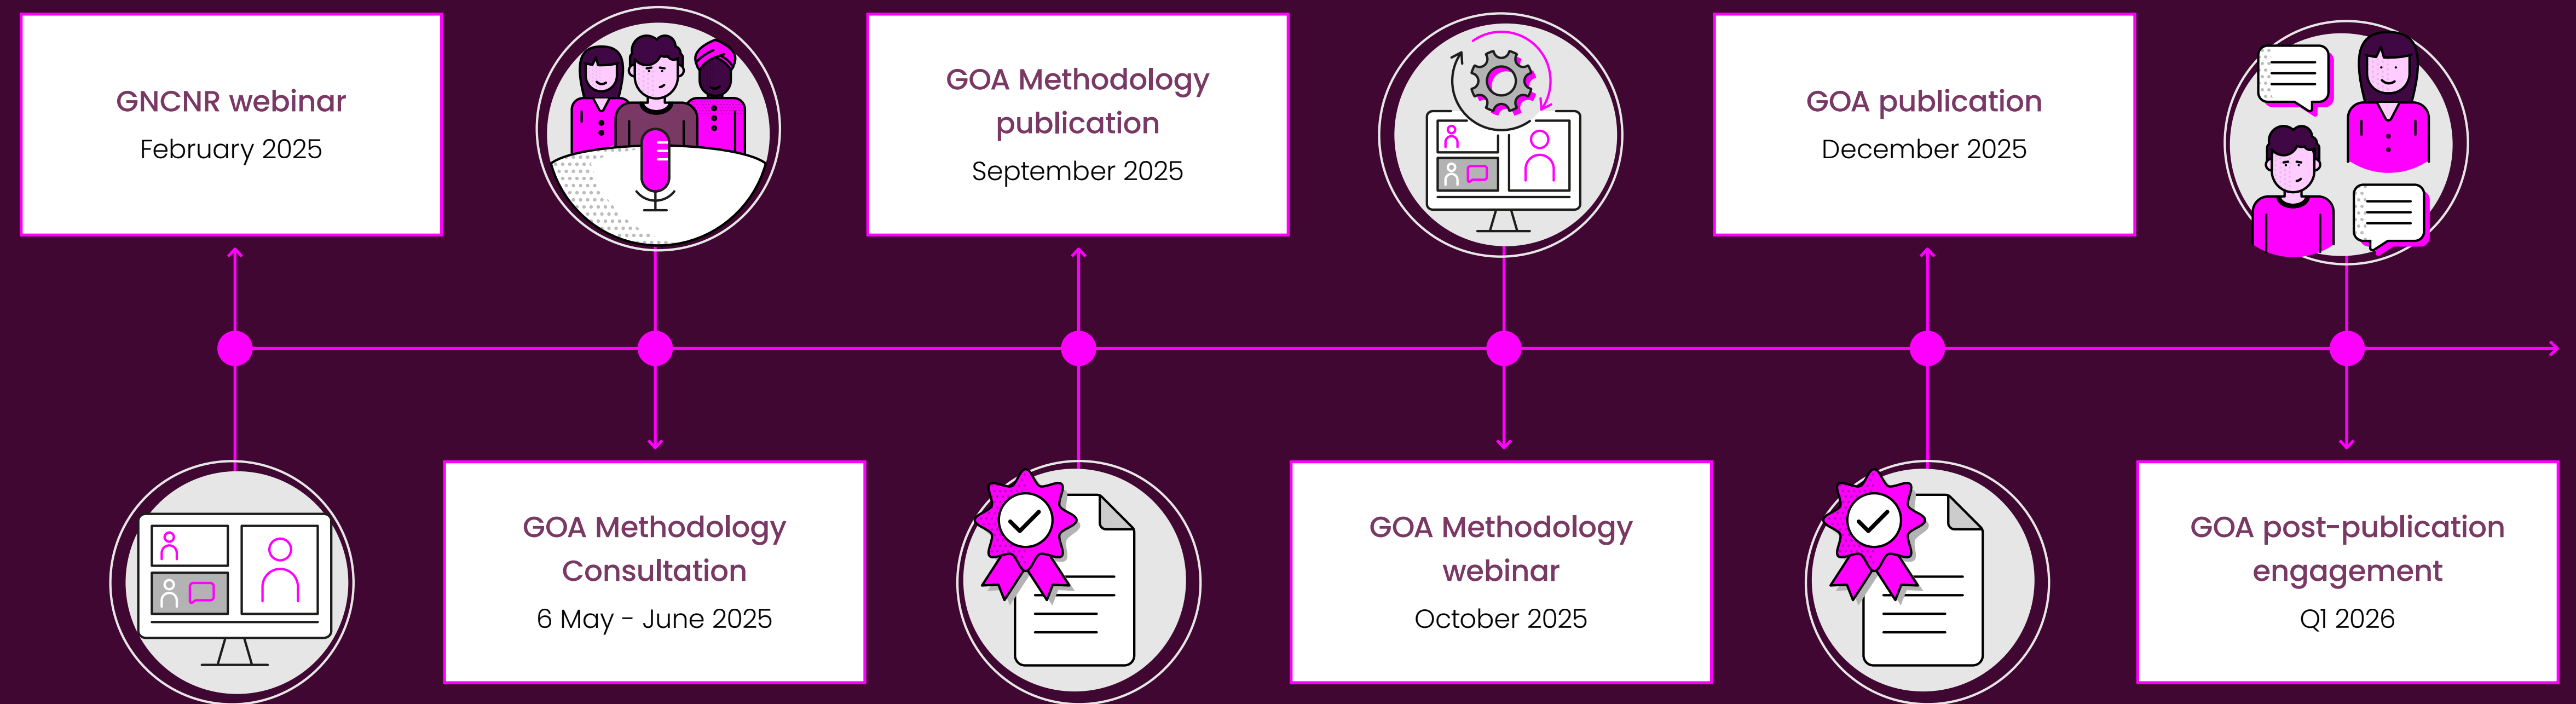 GNCNR webinar
February 2025
GOA Methodology
Consultation
6 May - June 2025
GOA Methodology
publication
September 2025
GOA Methodology
webinar
October 2025
GOA publication
December 2025
GOA post-publication
engagement
Q1 2026